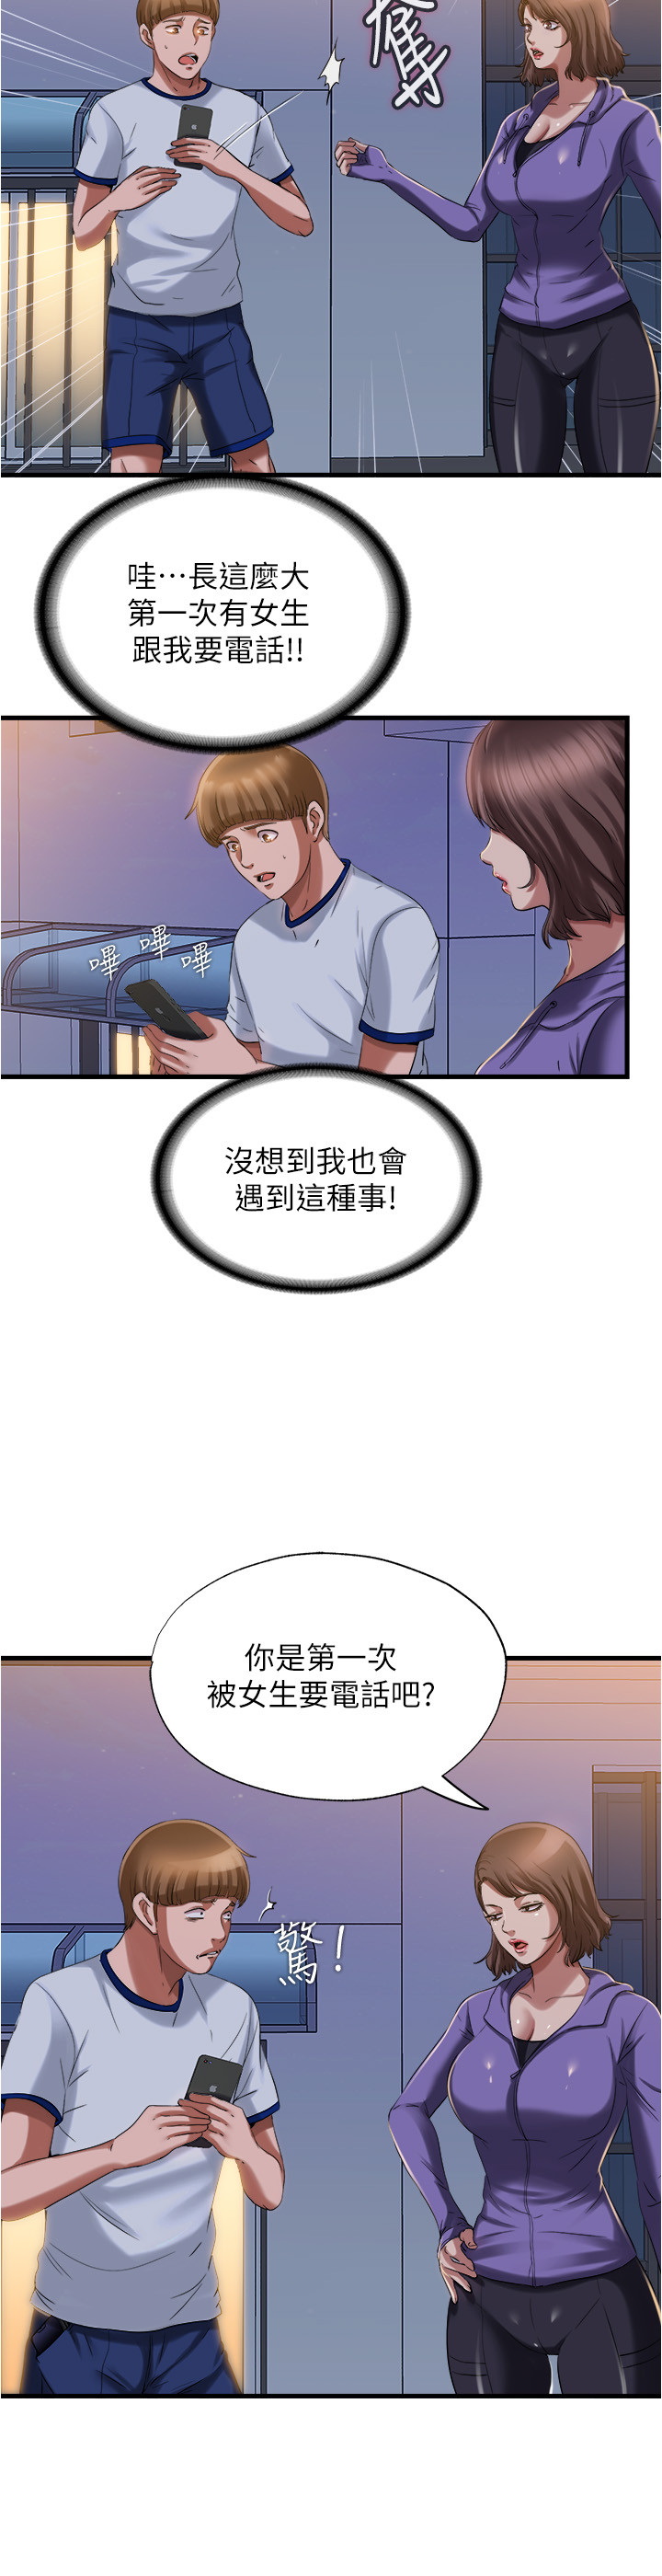 奪
哇⋯長這麼大
第一次有女生
跟我要電話!!
嗶 嗶 嗶
沒想到我也會
遇到這種事!
你是第一次
被女生要電話吧?
驚!